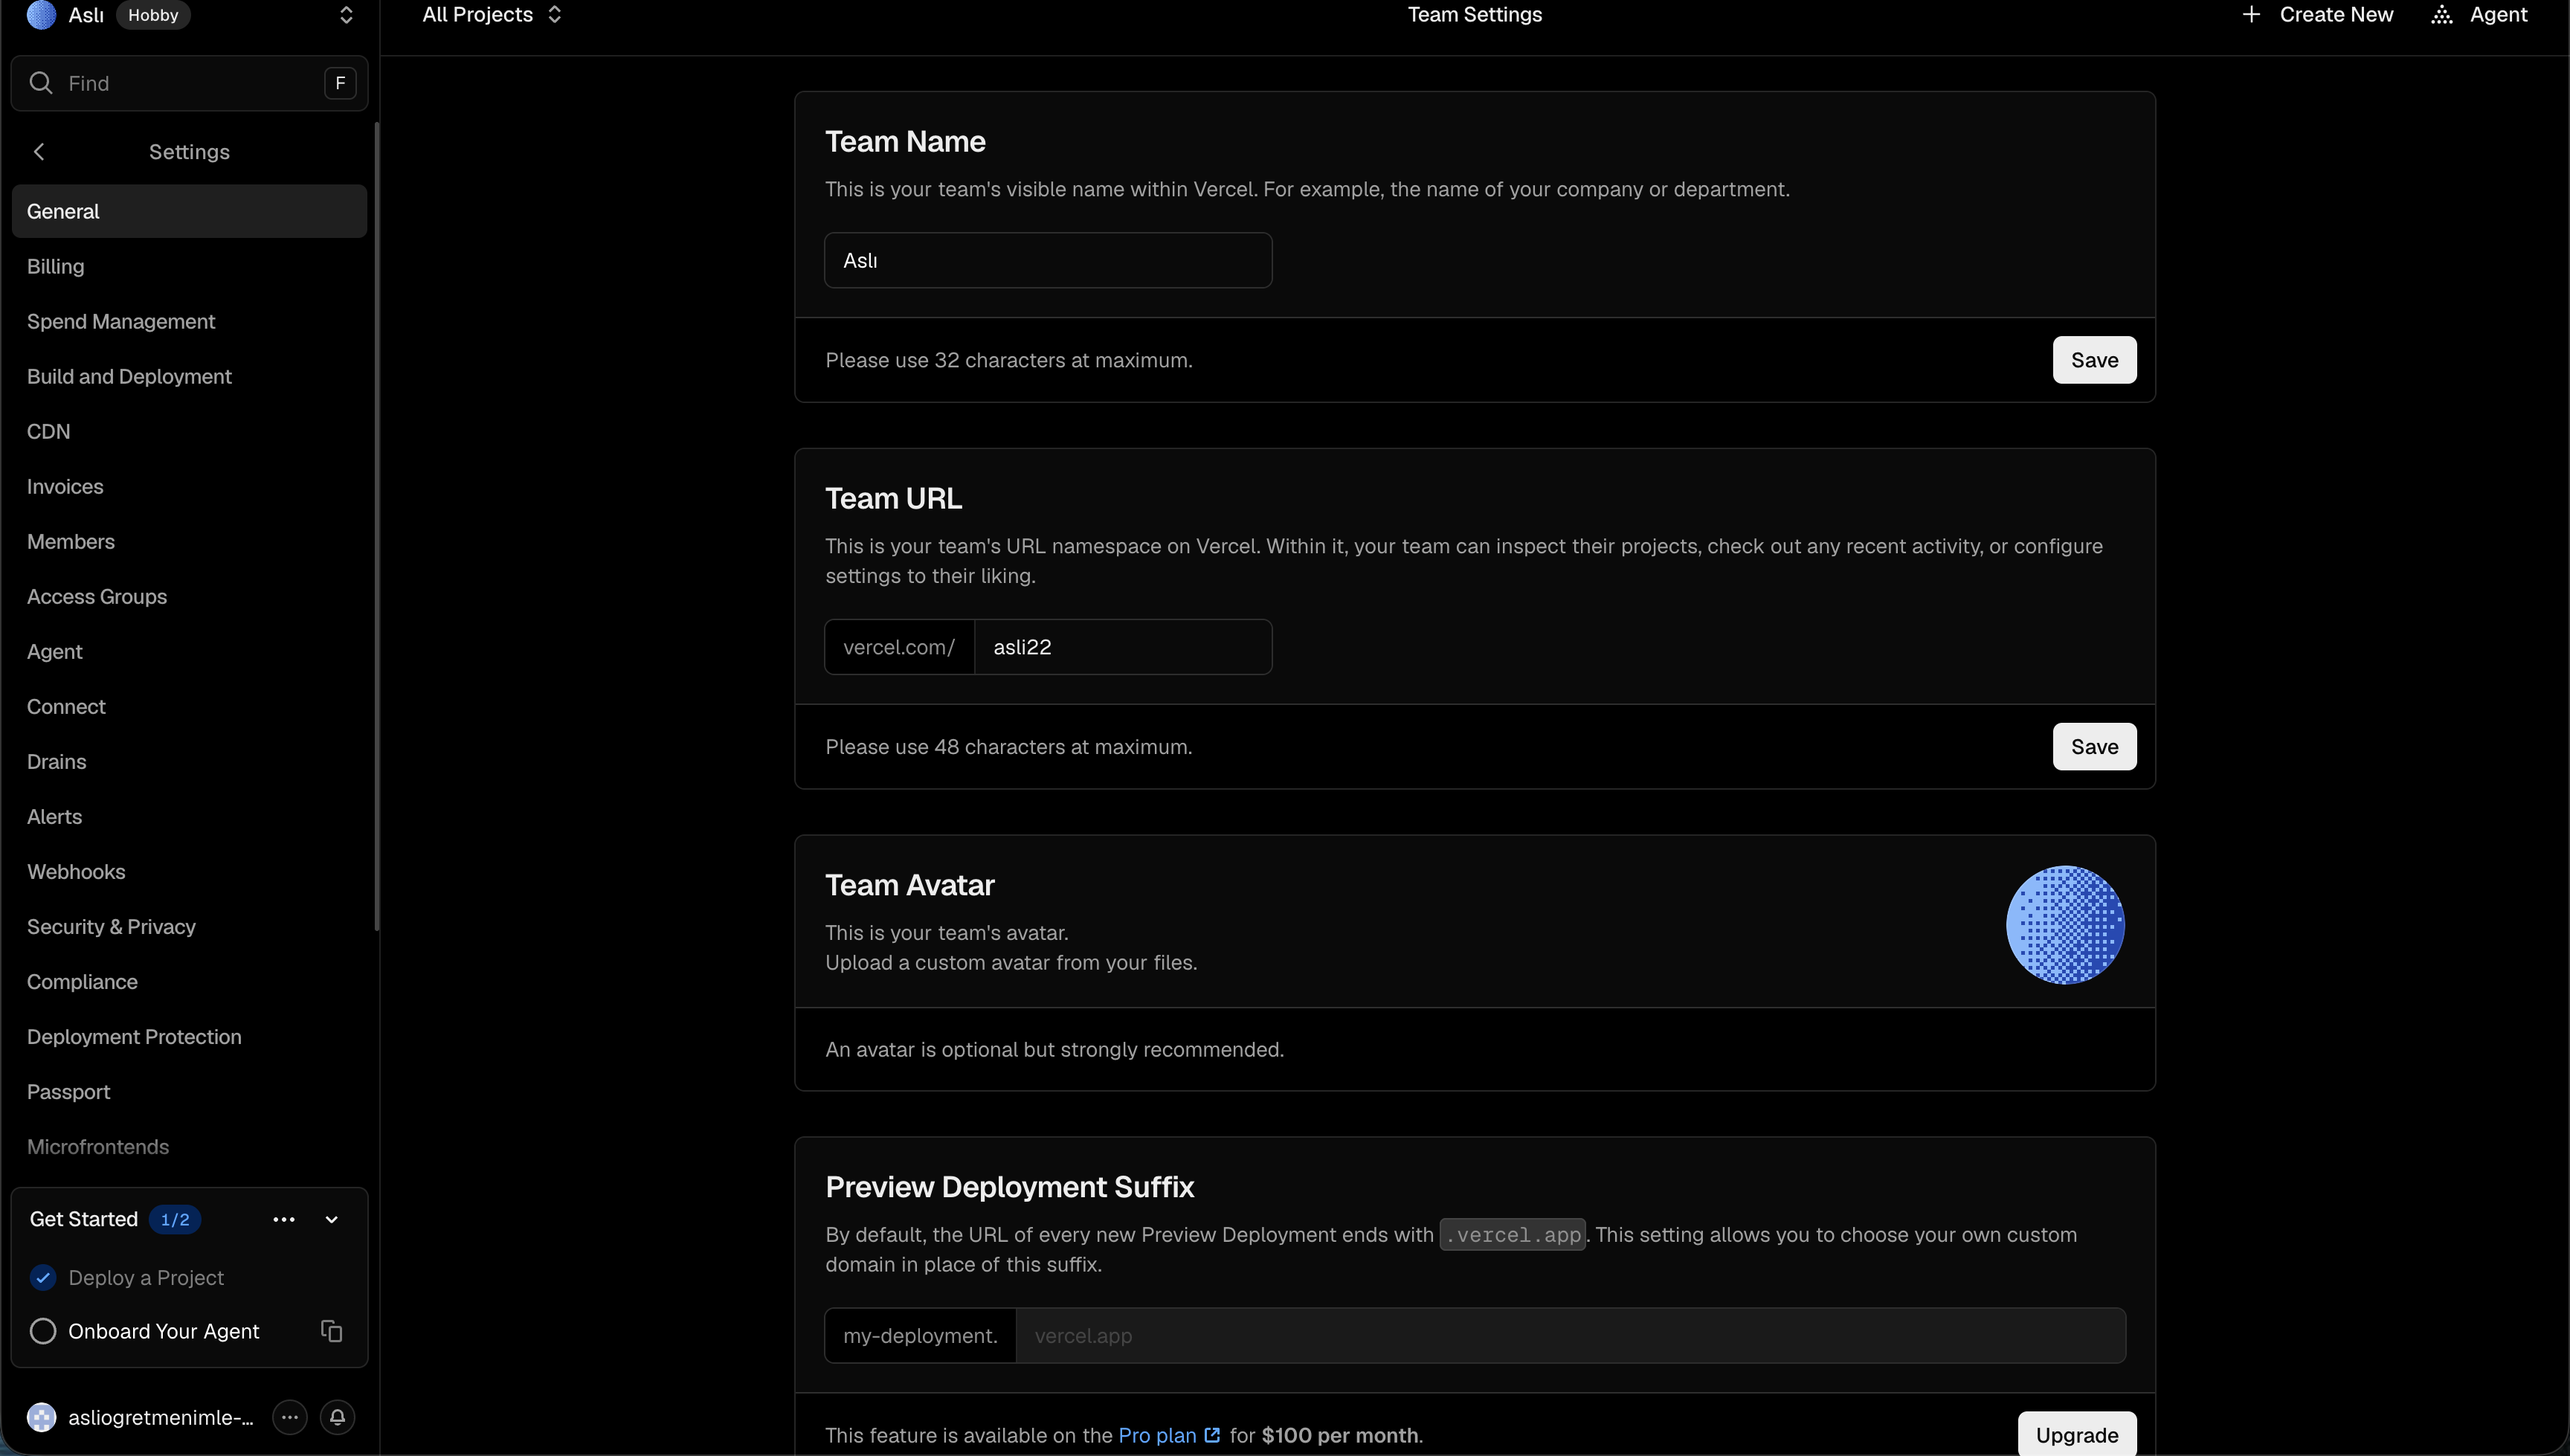 Aslı
Hobby
All Projects
Team Settings
Create New
Agent
Find
F
Settings
General
Billing
Spend Management
Build and Deployment
CDN
Invoices
Members
Access Groups
Agent
Connect
Drains
Alerts
Webhooks
Security & Privacy
Compliance
Deployment Protection
Passport
Microfrontends
Get Started 1/2
Deploy a Project
Onboard Your Agent
asliogretmenimle-...
Team Name
This is your team's visible name within Vercel. For example, the name of your company or department.
Aslı
Please use 32 characters at maximum.
Save
Team URL
This is your team's URL namespace on Vercel. Within it, your team can inspect their projects, check out any recent activity, or configure
settings to their liking.
vercel.com/ asli22
Please use 48 characters at maximum.
Save
Team Avatar
This is your team's avatar.
Upload a custom avatar from your files.
An avatar is optional but strongly recommended.
Preview Deployment Suffix
By default, the URL of every new Preview Deployment ends with .vercel.app. This setting allows you to choose your own custom
domain in place of this suffix.
my-deployment. vercel.app
This feature is available on the Pro plan for $100 per month.
Upgrade